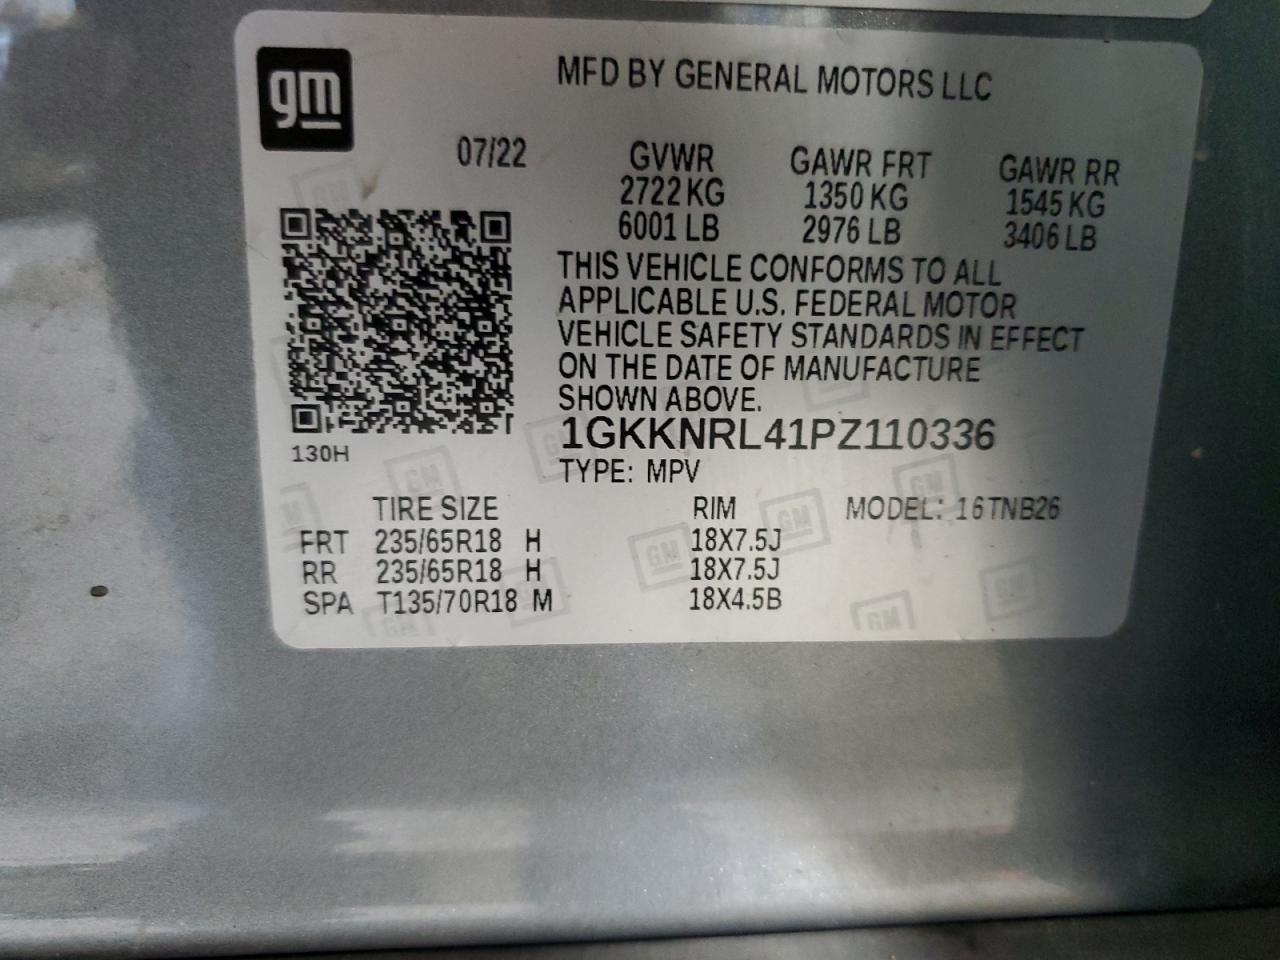 gm
MFD BY GENERAL MOTORS LLC
07/22 GVWR GAWR FRT GAWR RR
2722 KG 1350 KG 1545 KG
6001 LB 2976 LB 3406 LB
THIS VEHICLE CONFORMS TO ALL
APPLICABLE U.S. FEDERAL MOTOR
VEHICLE SAFETY STANDARDS IN EFFECT
ON THE DATE OF MANUFACTURE
SHOWN ABOVE.
1GKKNRL41PZ110336
130H
TYPE: MPV
TIRE SIZE RIM MODEL: 16TNB26
FRT 235/65R18 H 18X7.5J
RR 235/65R18 H 18X7.5J
SPA T135/70R18 M 18X4.5B